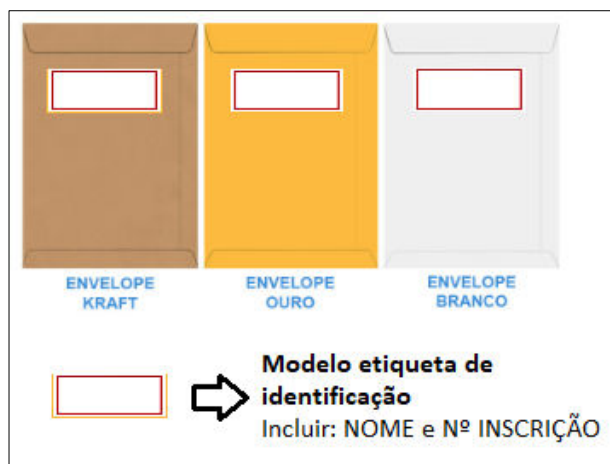 ENVELOPE
KRAFT
ENVELOPE
OURO
ENVELOPE
BRANCO
Modelo etiqueta de
identificação
Incluir: NOME e Nº INSCRIÇÃO